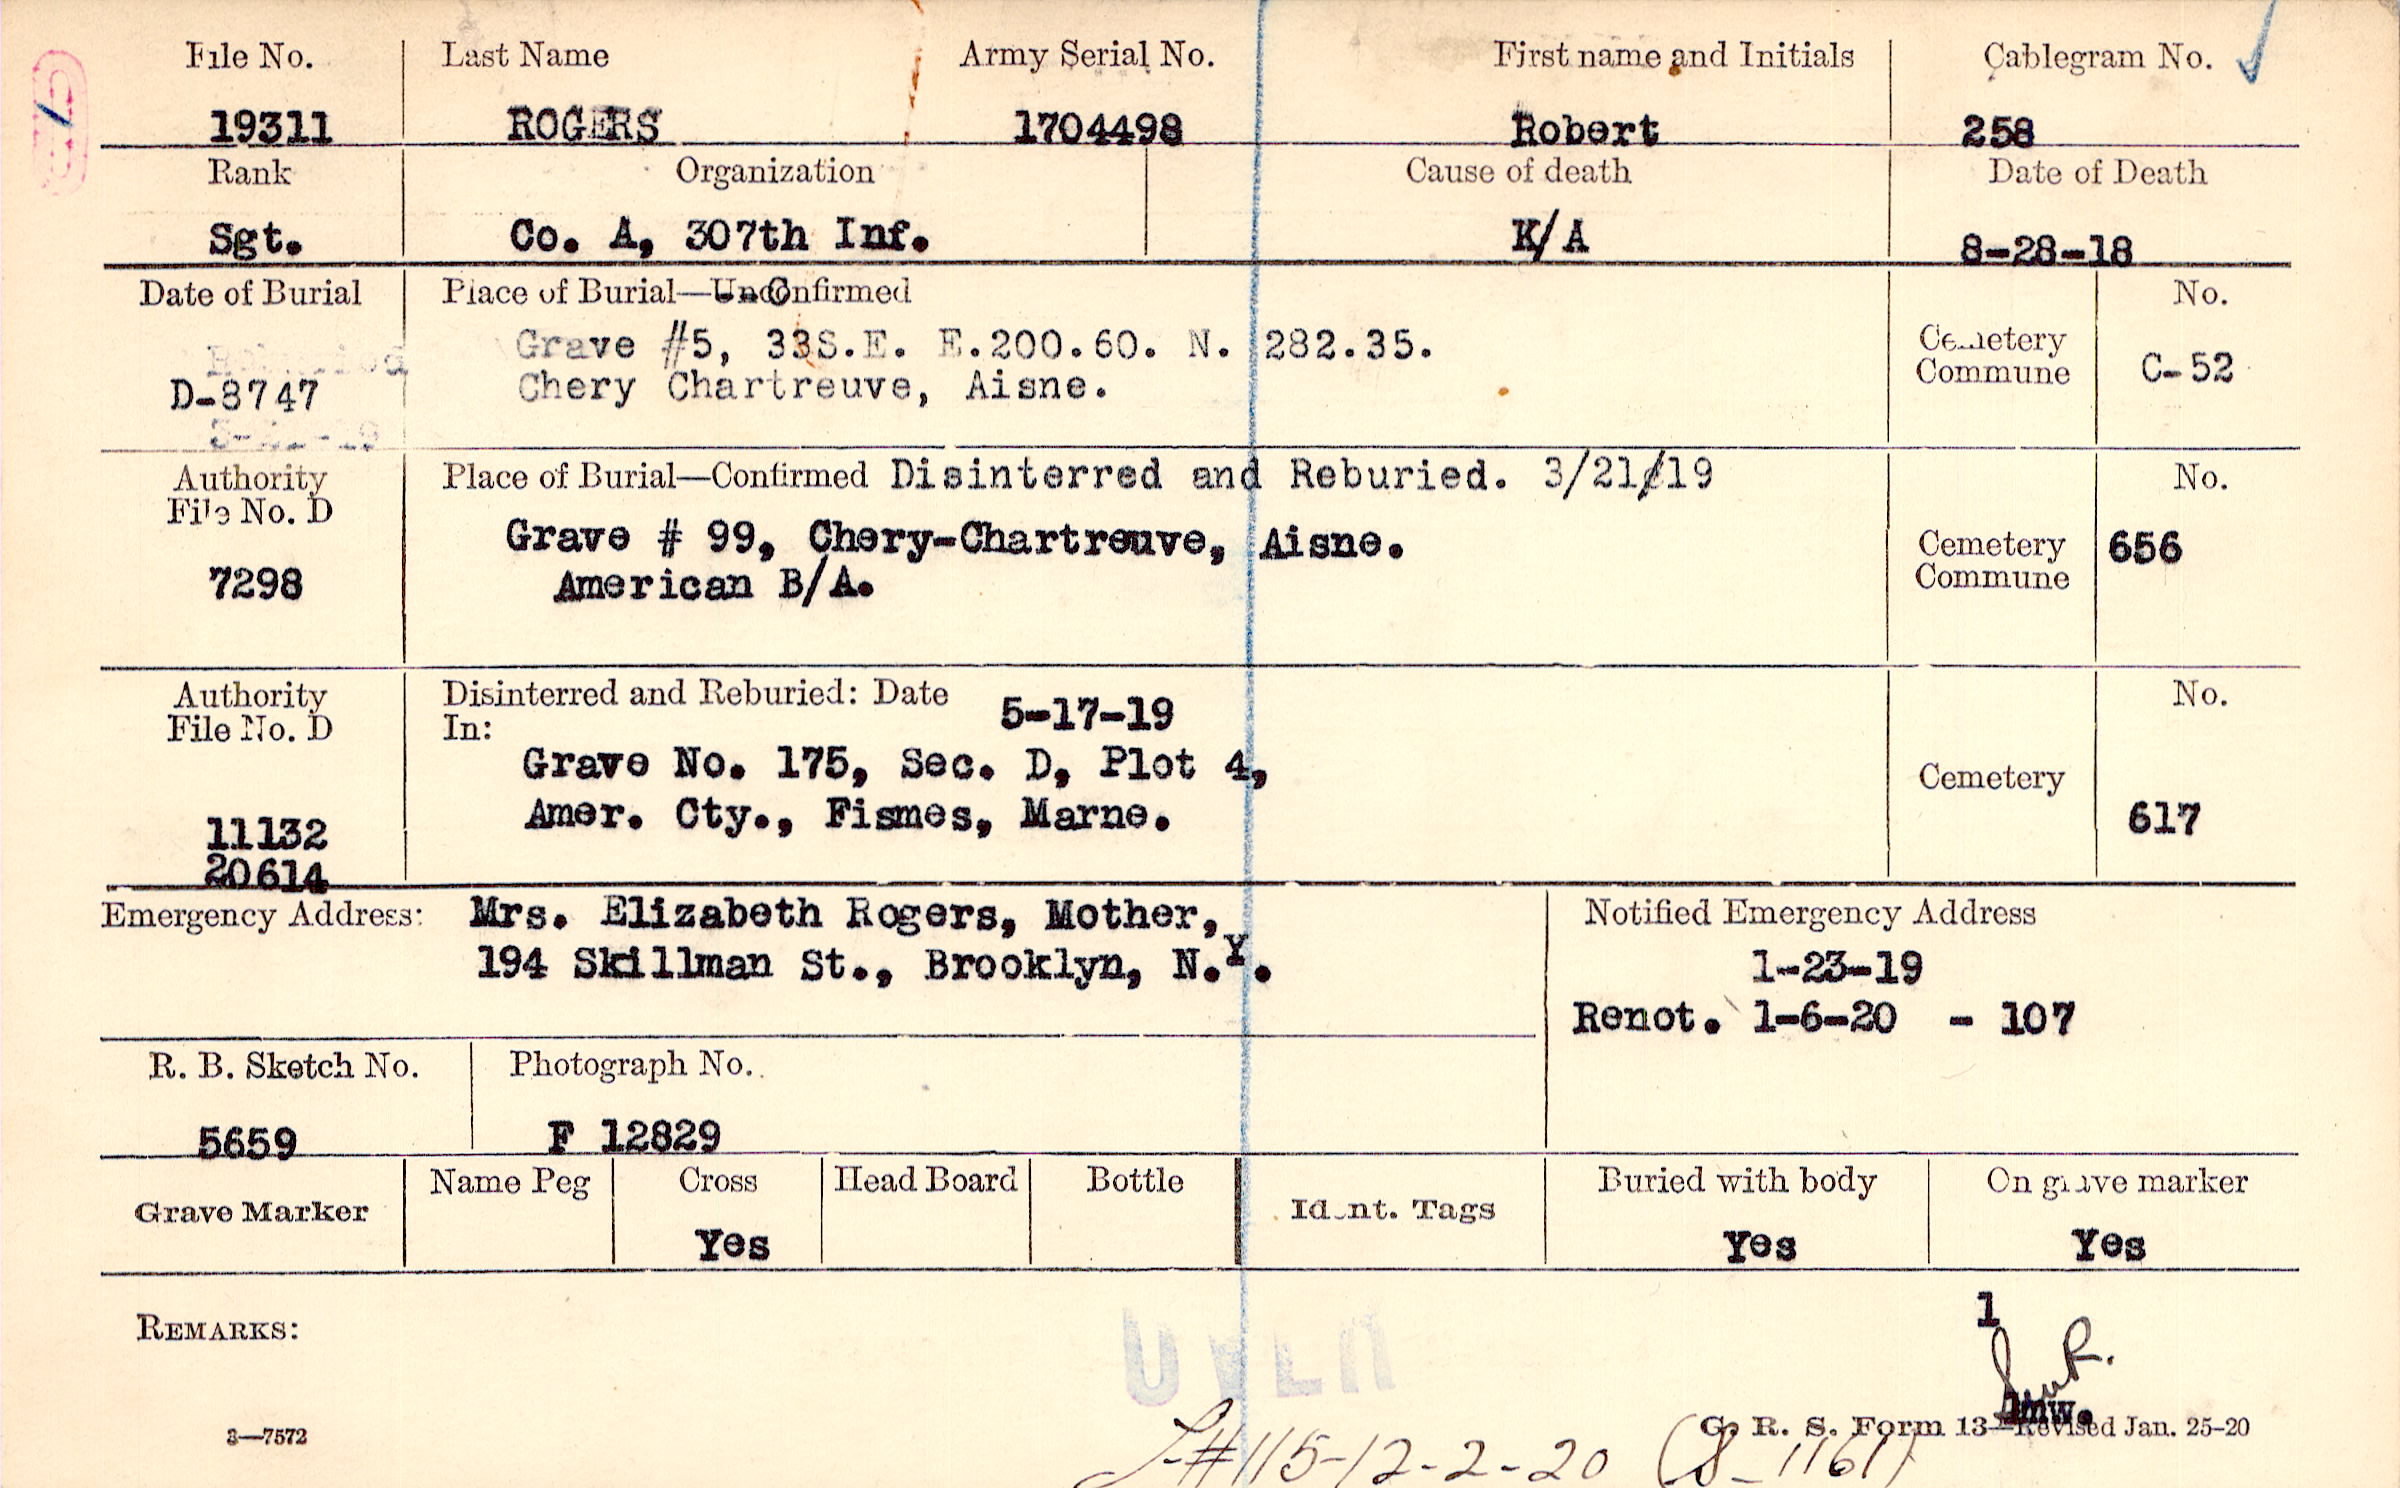 File No. Last Name Army Serial No. First name and Initials Cablegram No.
19311 ROGERS 1704498 Robert 258
Rank Organization Cause of death Date of Death
Sgt. Co. A, 307th Inf. K/A 8-28-18
Date of Burial Place of Burial—Unconfirmed No.
Grave #5, 33S.E. E.200.60. N. 282.35.
Chery Chartreuve, Aisne.
D-8747
Cemetery
Commune C-52
Authority
File No. D
Place of Burial—Confirmed Disinterred and Reburied. 3/21/19 No.
Grave # 99, Chery-Chartreuve, Aisne.
American B/A.
7298
Cemetery
Commune 656
Authority
File No. D
Disinterred and Reburied: Date 5-17-19 No.
In:
Grave No. 175, Sec. D, Plot 4,
Amer. Cty., Fismes, Marne.
Cemetery
617
11132
20614
Emergency Address: Mrs. Elizabeth Rogers, Mother,
194 Skillman St., Brooklyn, N.Y.
Notified Emergency Address
1-23-19
Renot. 1-6-20 - 107
R. B. Sketch No. Photograph No.
5659 F 12829
Grave Marker Name Peg Cross Head Board Bottle Ident. Tags Buried with body On grave marker
Yes Yes Yes
1
REMARKS:
lmw.
3—7572 G. R. S. Form 13—Revised Jan. 25-20
#115-12-2-20 (S-1161)